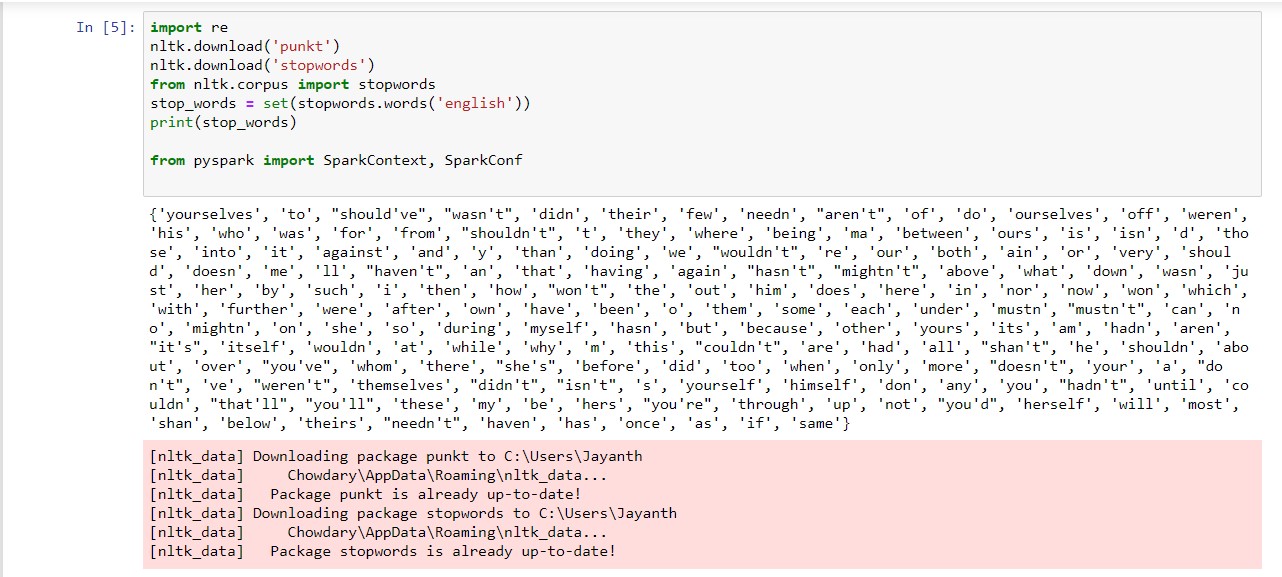 In [5]:
import re
nltk.download('punkt')
nltk.download('stopwords')
from nltk.corpus import stopwords
stop_words = set(stopwords.words('english'))
print(stop_words)
from pyspark import SparkContext, SparkConf
{'yourselves', 'to', "should've", "wasn't", 'didn', 'their', 'few', 'needn', "aren't", 'of', 'do', 'ourselves', 'off', 'weren',
'his', 'who', 'was', 'for', 'from', "shouldn't", 't', 'they', 'where', 'being', 'ma', 'between', 'ours', 'is', 'isn', 'd', 'tho
se', 'into', 'it', 'against', 'and', 'y', 'than', 'doing', 'we', "wouldn't", 're', 'our', 'both', 'ain', 'or', 'very', 'shoul
d', 'doesn', 'me', 'll', "haven't", 'an', 'that', 'having', 'again', "hasn't", "mightn't", 'above', 'what', 'down', 'wasn', 'ju
st', 'her', 'by', 'such', 'i', 'then', 'how', "won't", 'the', 'out', 'him', 'does', 'here', 'in', 'nor', 'now', 'won', 'which',
'with', 'further', 'were', 'after', 'own', 'have', 'been', 'o', 'them', 'some', 'each', 'under', 'mustn', "mustn't", 'can', 'n
o', 'mightn', 'on', 'she', 'so', 'during', 'myself', 'hasn', 'but', 'because', 'other', 'yours', 'its', 'am', 'hadn', 'aren',
"it's", 'itself', 'wouldn', 'at', 'while', 'why', 'm', 'this', "couldn't", 'are', 'had', 'all', "shan't", 'he', 'shouldn', 'abo
ut', 'over', "you've", 'whom', 'there', "she's", 'before', 'did', 'too', 'when', 'only', 'more', "doesn't", 'your', 'a', "do
n't", 've', "weren't", 'themselves', "didn't", "isn't", 's', 'yourself', 'himself', 'don', 'any', 'you', "hadn't", 'until', 'co
uldn', "that'll", "you'll", 'these', 'my', 'be', 'hers', "you're", 'through', 'up', 'not', "you'd", 'herself', 'will', 'most',
'shan', 'below', 'theirs', "needn't", 'haven', 'has', 'once', 'as', 'if', 'same'}
[nltk_data] Downloading package punkt to C:\Users\Jayanth
[nltk_data]     Chowdary\AppData\Roaming\nltk_data...
[nltk_data]   Package punkt is already up-to-date!
[nltk_data] Downloading package stopwords to C:\Users\Jayanth
[nltk_data]     Chowdary\AppData\Roaming\nltk_data...
[nltk_data]   Package stopwords is already up-to-date!